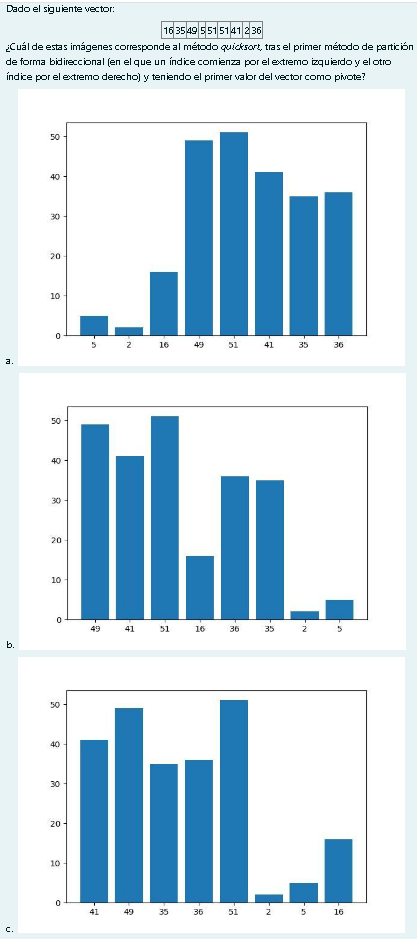 Dado el siguiente vector:
16 35 49 5 51 51 41 2 36
¿Cuál de estas imágenes corresponde al método quicksort, tras el primer método de partición
de forma bidireccional (en el que un índice comienza por el extremo izquierdo y el otro
índice por el extremo derecho) y teniendo el primer valor del vector como pivote?
50
40
30
20
10
0
5 2 16 49 51 41 35 36
a.
50
40
30
20
10
0
49 41 51 16 36 35 2 5
b.
50
40
30
20
10
0
41 49 35 36 51 2 5 16
c.